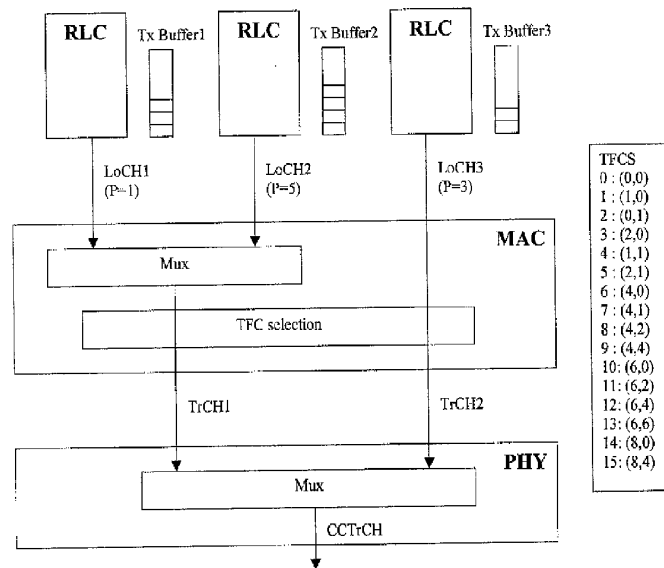 RLC
Tx Buffer1
RLC
Tx Buffer2
RLC
Tx Buffer3
LoCH1
(P=1)
LoCH2
(P=5)
LoCH3
(P=3)
MAC
Mux
TFC selection
TrCH1
TrCH2
PHY
Mux
CCTrCH
TFCS
0 : (0,0)
1 : (1,0)
2 : (0,1)
3 : (2,0)
4 : (1,1)
5 : (2,1)
6 : (4,0)
7 : (4,1)
8 : (4,2)
9 : (4,4)
10: (6,0)
11: (6,2)
12: (6,4)
13: (6,6)
14: (8,0)
15: (8,4)